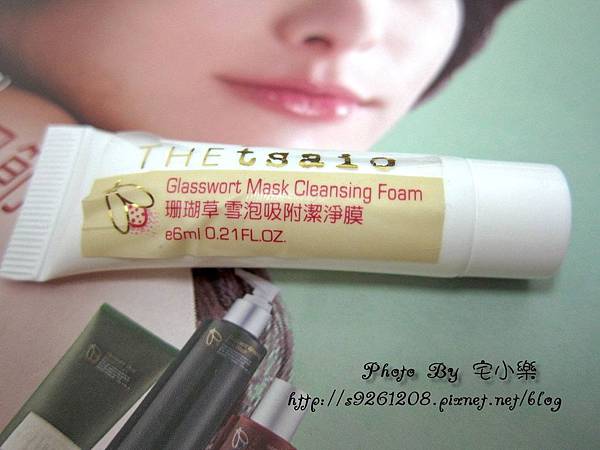 THE tsaio
Glasswort Mask Cleansing Foam
珊瑚草 雪泡吸附潔淨膜
e6ml 0.21FL.OZ.
Photo By 宅小樂
http://s9261208.pixnet.net/blog